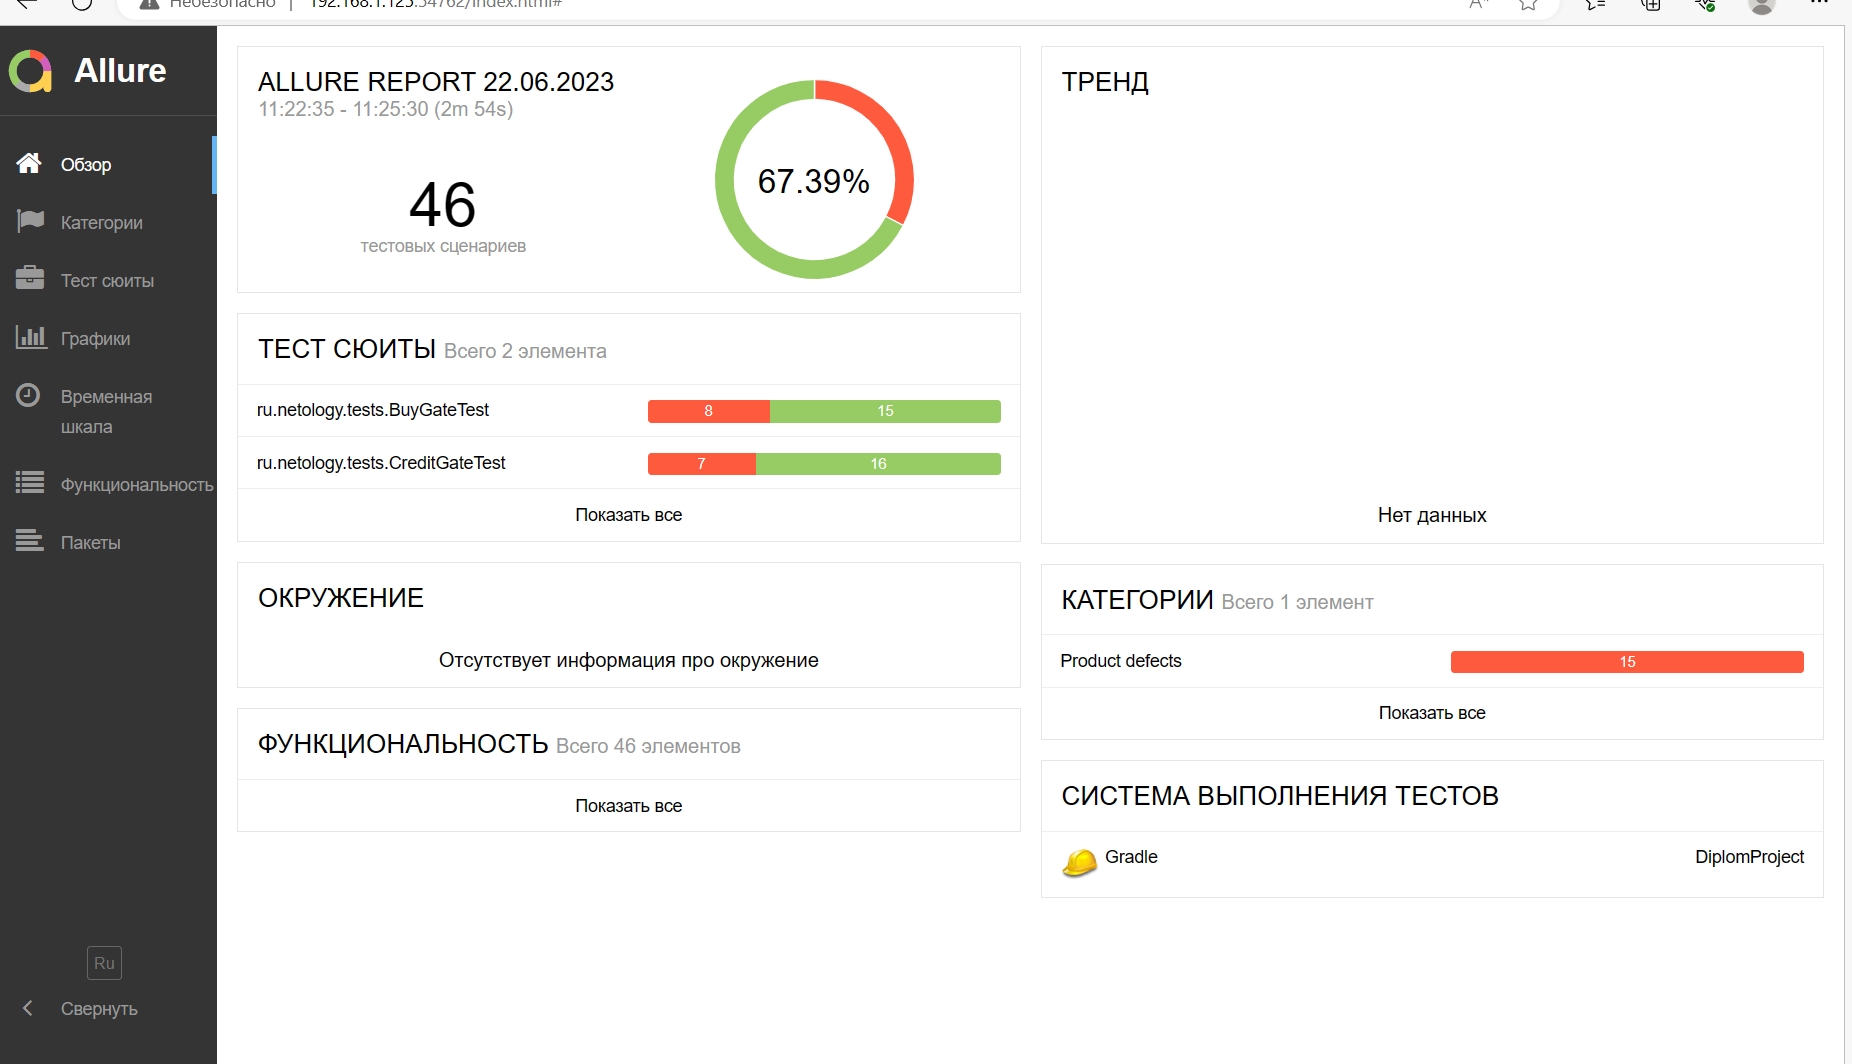 Небезопасно
192.168.1.125:54762/index.html#
Allure
Обзор
Категории
Тест сюиты
Графики
Временная
шкала
Функциональность
Пакеты
Ru
Свернуть
ALLURE REPORT 22.06.2023
11:22:35 - 11:25:30 (2m 54s)
46
тестовых сценариев
67.39%
ТЕСТ СЮИТЫ Всего 2 элемента
ru.netology.tests.BuyGateTest 8 15
ru.netology.tests.CreditGateTest 7 16
Показать все
ОКРУЖЕНИЕ
Отсутствует информация про окружение
ФУНКЦИОНАЛЬНОСТЬ Всего 46 элементов
Показать все
ТРЕНД
Нет данных
КАТЕГОРИИ Всего 1 элемент
Product defects 15
Показать все
СИСТЕМА ВЫПОЛНЕНИЯ ТЕСТОВ
Gradle DiplomProject